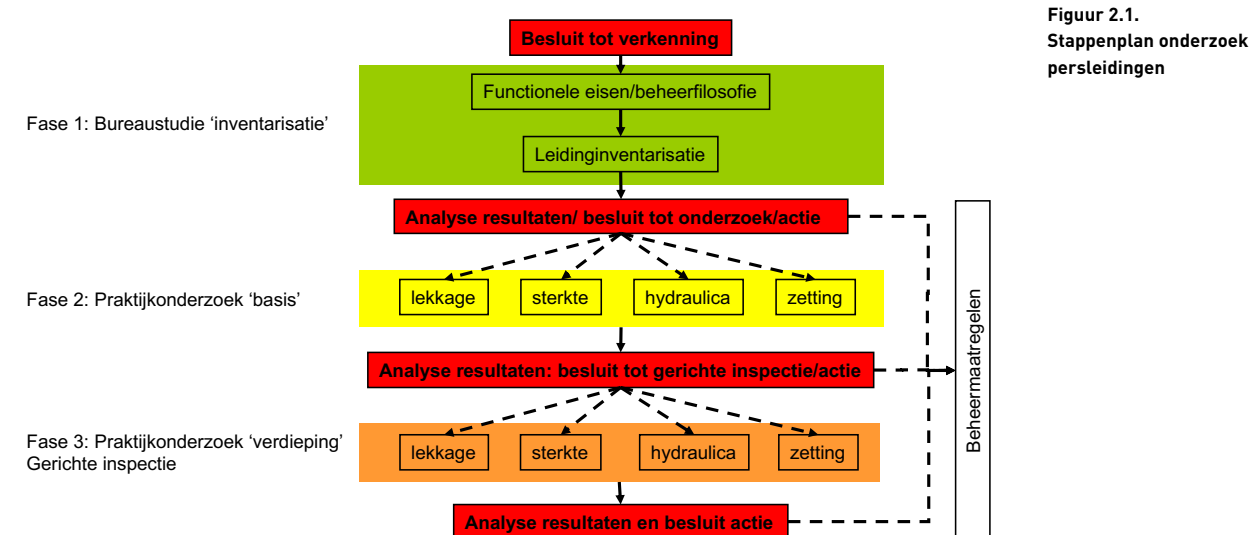 Figuur 2.1.
Stappenplan onderzoek
persleidingen
Besluit tot verkenning
Fase 1: Bureaustudie ‘inventarisatie’
Functionele eisen/beheerfilosofie
Leidinginventarisatie
Analyse resultaten/ besluit tot onderzoek/actie
Fase 2: Praktijkonderzoek ‘basis’
lekkage
sterkte
hydraulica
zetting
Analyse resultaten: besluit tot gerichte inspectie/actie
Fase 3: Praktijkonderzoek ‘verdieping’
Gerichte inspectie
lekkage
sterkte
hydraulica
zetting
Analyse resultaten en besluit actie
Beheermaatregelen